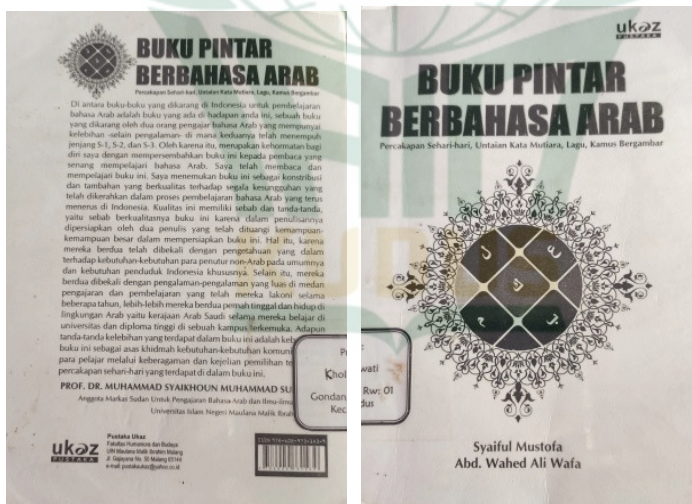 BUKU PINTAR
BERBAHASA ARAB
Percakapan Sehari-hari, Untaian Kata Mutiara, Lagu, Kamus Bergambar
Di antara buku-buku yang dikarang di Indonesia untuk pembelajaran
bahasa Arab adalah buku yang ada di hadapan anda ini, sebuah buku
yang dikarang oleh dua orang pengajar bahasa Arab yang mempunyai
kelebihan -selain pengalaman- di mana keduanya telah menempuh
jenjang S-1, S-2, dan S-3. Oleh karena itu, merupakan kehormatan bagi
diri saya dengan mempersembahkan buku ini kepada pembaca yang
senang mempelajari bahasa Arab. Saya telah membaca dan
mempelajari buku ini. Saya menemukan buku ini sebagai konstribusi
dan tambahan yang berkualitas terhadap segala kesungguhan yang
telah dikerahkan dalam proses pembelajaran bahasa Arab yang terus
menerus di Indonesia. Kualitas ini memiliki sebab dan tanda-tanda,
yaitu sebab berkualitasnya buku ini karena dalam penulisannya
dipersiapkan oleh dua penulis yang telah dituangi kemampuan-
kemampuan besar dalam mempersiapkan buku ini. Hal itu, karena
mereka berdua telah dibekali dengan pengetahuan yang dalam
terhadap kebutuhan-kebutuhan para penutur non-Arab pada umumnya
dan kebutuhan penduduk Indonesia khususnya. Selain itu, mereka
berdua dibekali dengan pengalaman-pengalaman yang luas di medan
pengajaran dan pembelajaran yang telah mereka lakoni selama
beberapa tahun, lebih-lebih mereka berdua pernah tinggal dan hidup di
lingkungan Arab yaitu kerajaan Arab Saudi selama mereka belajar di
universitas dan diploma tinggi di sebuah kampus terkemuka. Adapun
tanda-tanda kelebihan yang terdapat dalam buku ini adalah
buku ini sebagai asas khidmah kebutuhan-kebutuhan
para pelajar melalui keberagaman dan kejelian pemilihan
percakapan sehari-hari yang terdapat di dalam buku ini.
PROF. DR. MUHAMMAD SYAIKHOUN MUHAMMAD
Anggota Markas Sudan Untuk Pengajaran Bahasa Arab dan
Universitas Islam Negeri Maulana Malik
Gondan
Kec
ukaz
PUSTAKA
Pustaka Ukaz
Fakultas Humaniora dan Budaya
UIN Maulana Malik Ibrahim Malang
Jl. Gajayana No. 50 Malang 65144
e-mail: pustakaukaz@yahoo.co.id
ukaz
PUSTAKA
BUKU PINTAR
BERBAHASA ARAB
Percakapan Sehari-hari, Untaian Kata Mutiara, Lagu, Kamus Bergambar
wati
Rw: 01
dus
Syaiful Mustofa
Abd. Wahed Ali Wafa